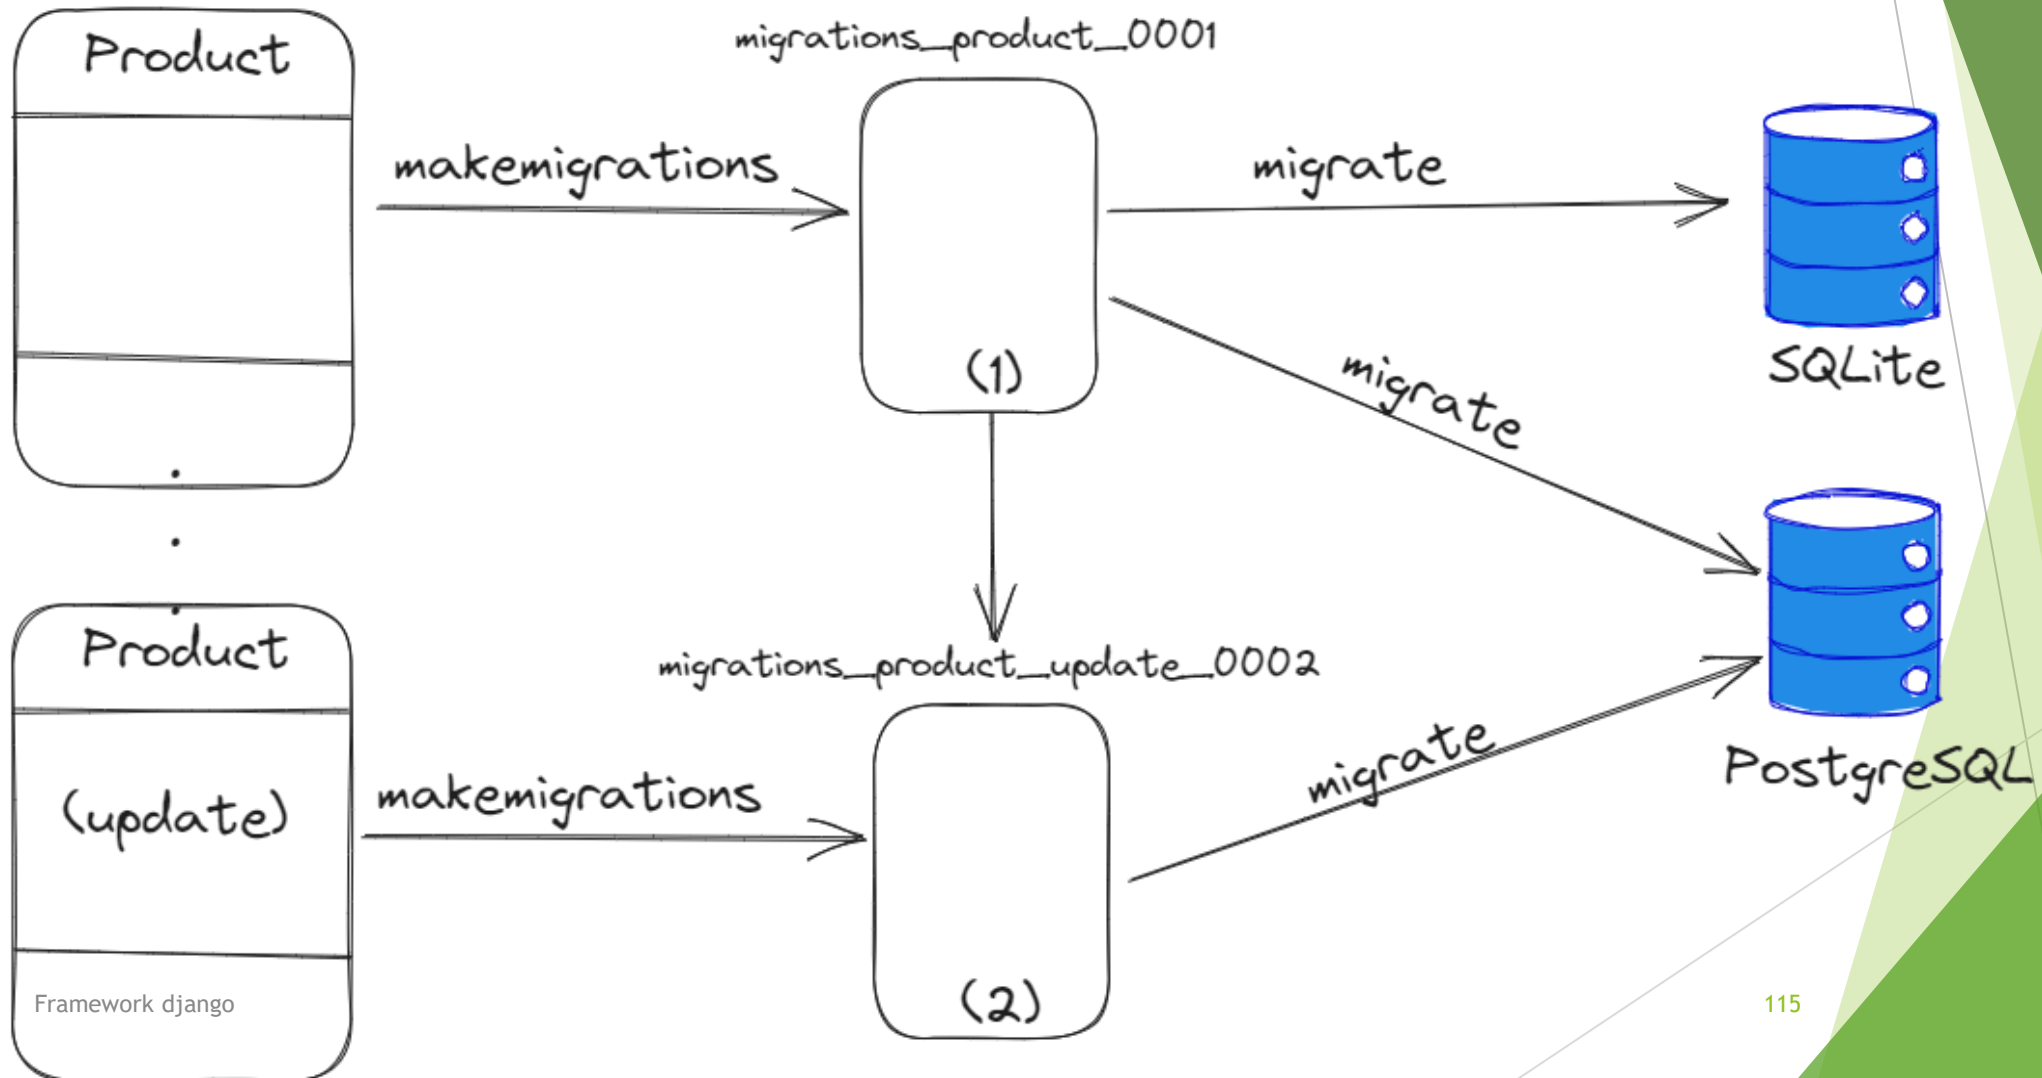 Product
migrations_product_0001
makemigrations
migrate
(1)
SQLite
migrate
Product
migrations_product_update_0002
(update)
makemigrations
migrate
PostgreSQL
(2)
Framework django
115